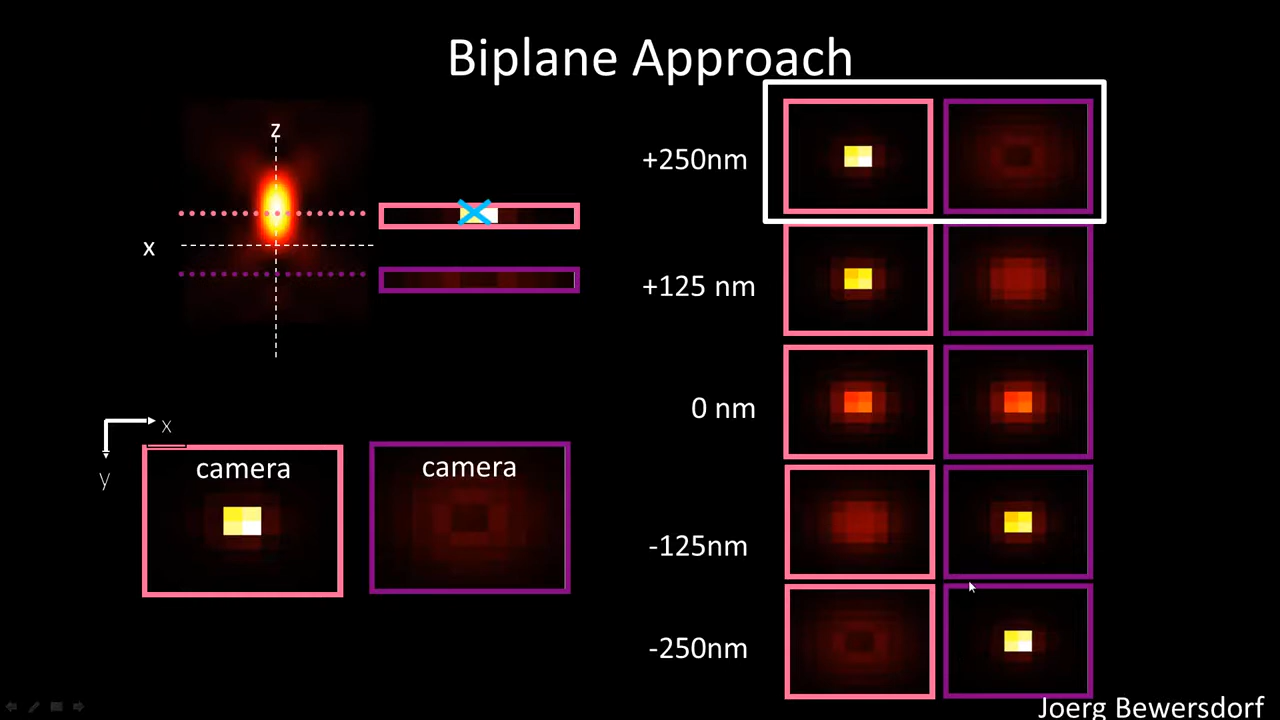 Biplane Approach
z
x
+250nm
+125 nm
0 nm
-125nm
-250nm
x
y
camera
camera
Joerg Bewersdorf